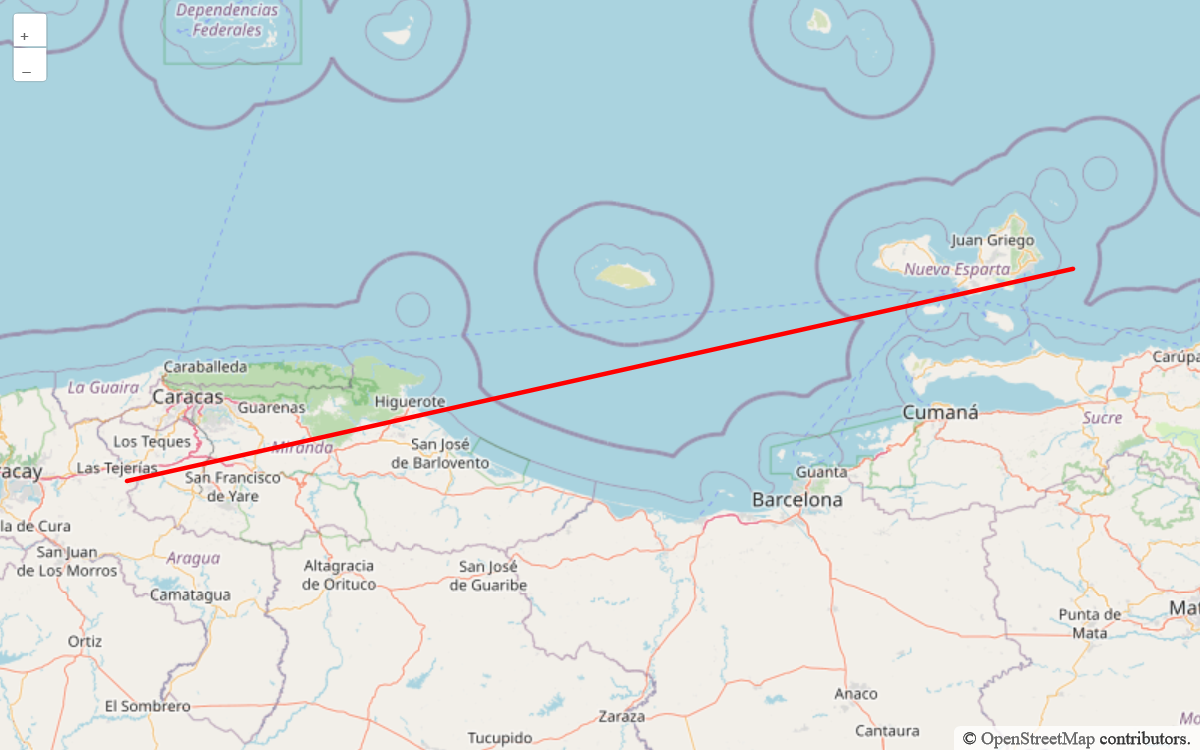 Dependencias
Federales
+
–
Juan Griego
Nueva Esparta
Caraballeda
La Guaira
Caracas
Guarenas
Higuerote
Carúpa
Cumaná
Sucre
Los Teques
Miranda
San José
de Barlovento
Las Tejerías
racay
San Francisco
de Yare
Guanta
Barcelona
la de Cura
San Juan
de Los Morros
Aragua
Altagracia
de Orituco
San José
de Guaribe
Camatagua
Punta de
Mata
Mat
Ortiz
El Sombrero
Anaco
Zaraza
Cantaura
Tucupido
Mo
© OpenStreetMap contributors.